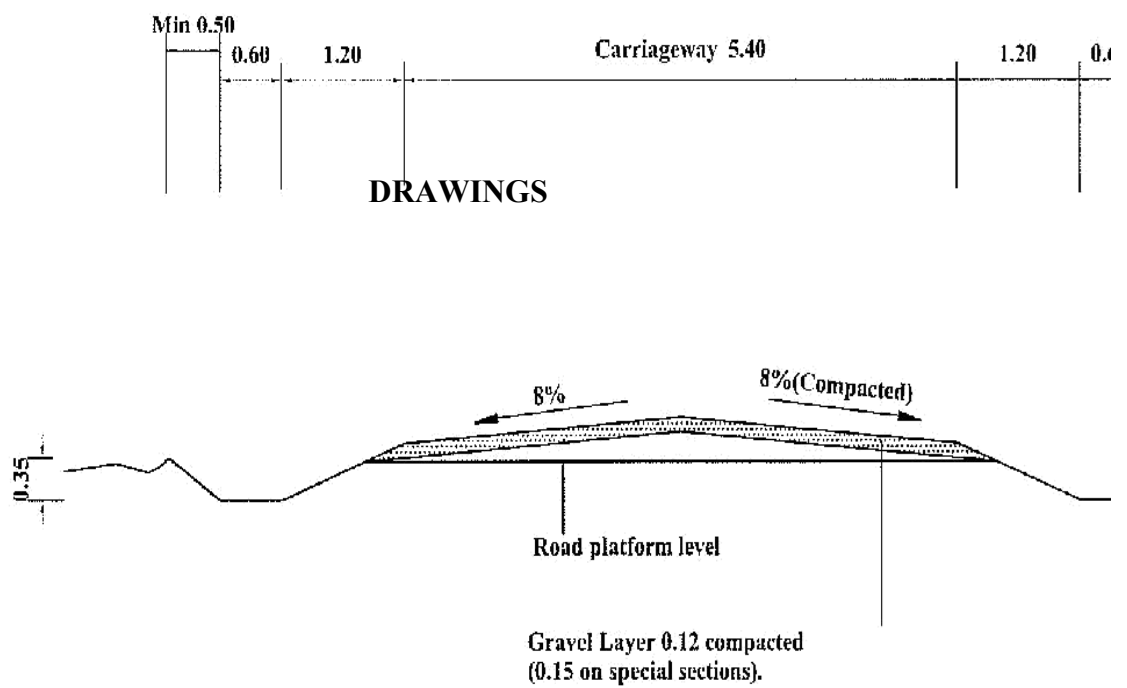 Min 0.50
0.60 1.20 Carriageway 5.40 1.20
DRAWINGS
8% 8%(Compacted)
0.35
Road platform level
Gravel Layer 0.12 compacted
(0.15 on special sections).